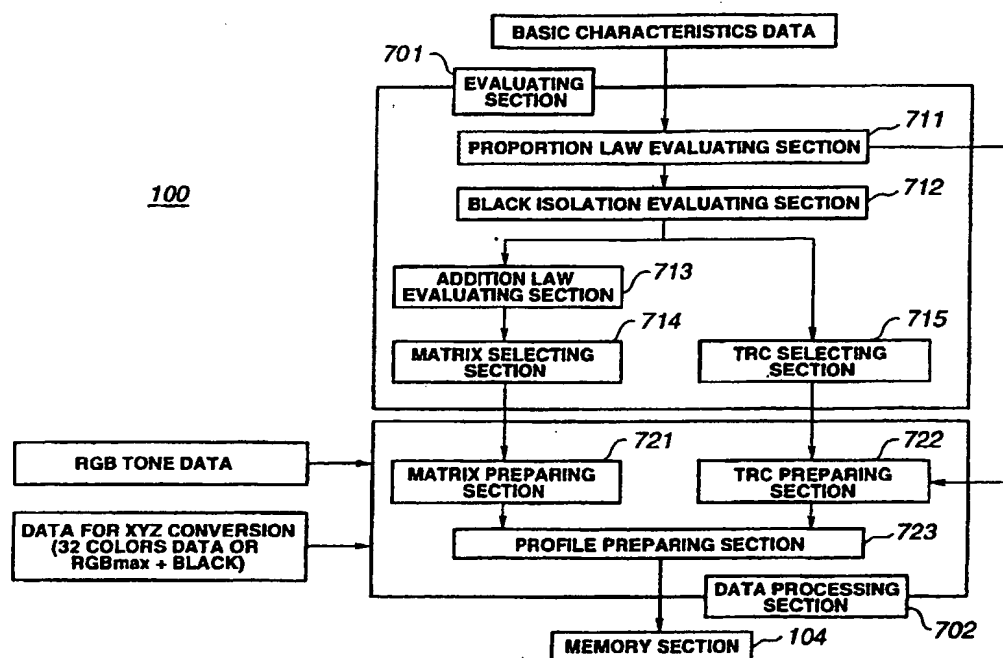 BASIC CHARACTERISTICS DATA
701
EVALUATING
SECTION
711
PROPORTION LAW EVALUATING SECTION
100
712
BLACK ISOLATION EVALUATING SECTION
713
ADDITION LAW
EVALUATING SECTION
714
MATRIX SELECTING
SECTION
715
TRC SELECTING
SECTION
RGB TONE DATA
721
MATRIX PREPARING
SECTION
722
TRC PREPARING
SECTION
DATA FOR XYZ CONVERSION
(32 COLORS DATA OR
RGBmax + BLACK)
PROFILE PREPARING SECTION
723
DATA PROCESSING
SECTION
702
MEMORY SECTION
104